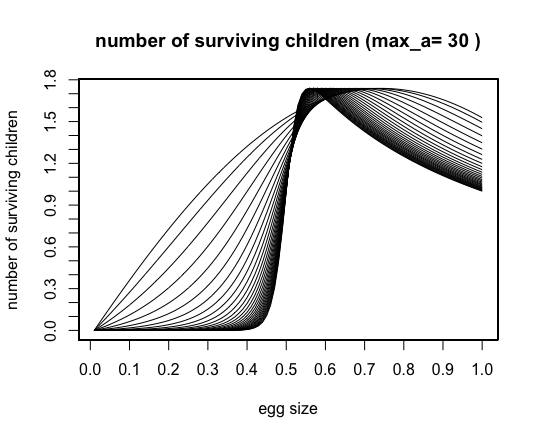 number of surviving children (max_a= 30 )
number of surviving children
1.8
1.5
1.2
0.9
0.6
0.3
0.0
0.0 0.1 0.2 0.3 0.4 0.5 0.6 0.7 0.8 0.9 1.0
egg size